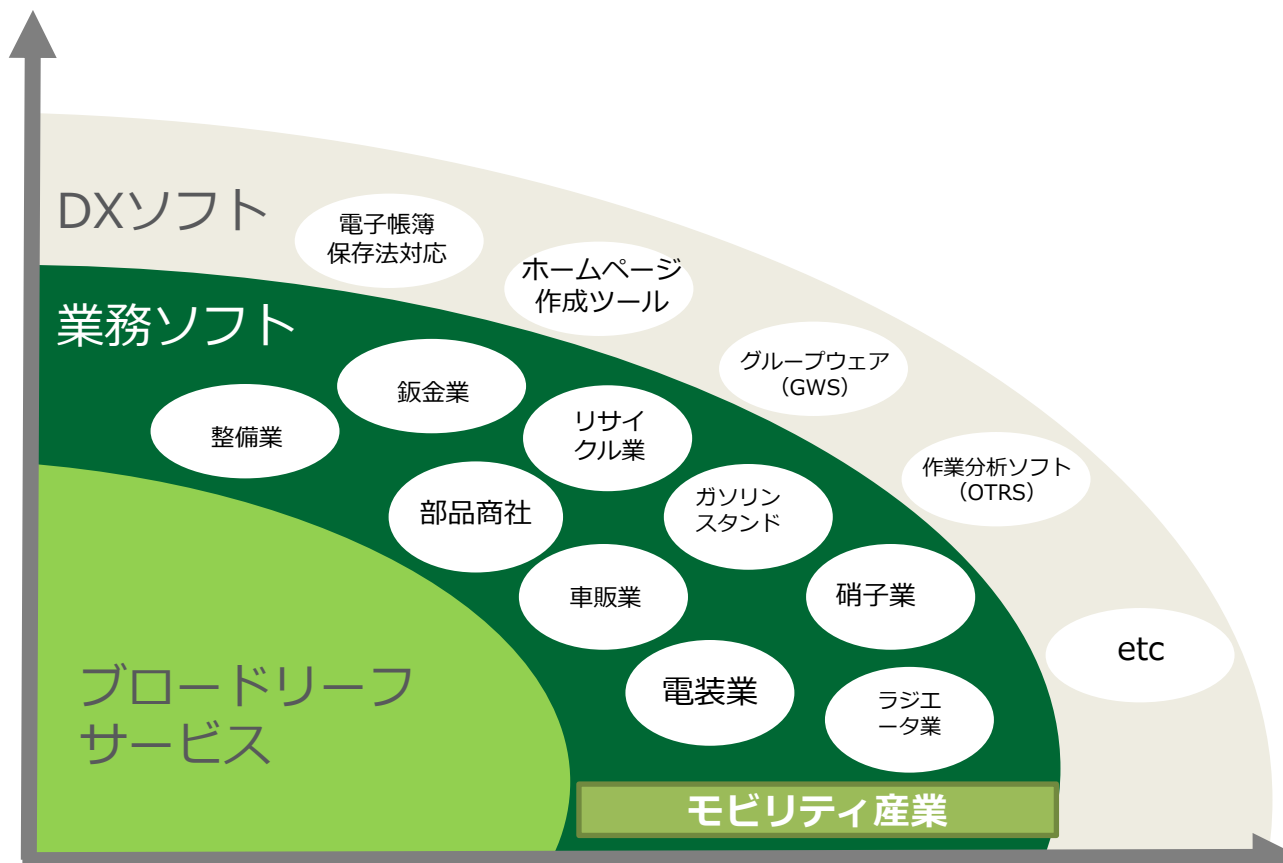 DXソフト
電子帳簿
保存法対応
ホームページ
作成ツール
グループウェア
（GWS）
作業分析ソフト
（OTRS）
etc
業務ソフト
整備業
鈑金業
リサイ
クル業
部品商社
ガソリン
スタンド
車販業
硝子業
電装業
ラジエ
ータ業
ブロードリーフ
サービス
モビリティ産業